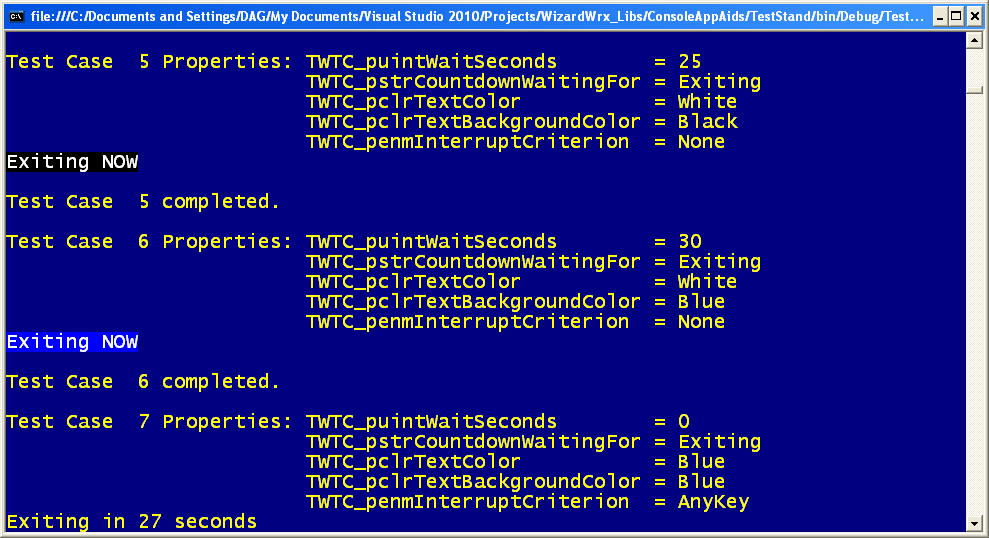 file:///C:/Documents and Settings/DAG/My Documents/Visual Studio 2010/Projects/WizardWrx_Libs/ConsoleAppAids/TestStand/bin/Debug/Test...
Test Case  5 Properties: TWTC_puintWaitSeconds        = 25
                         TWTC_pstrCountdownWaitingFor = Exiting
                         TWTC_pclrTextColor           = White
                         TWTC_pclrTextBackgroundColor = Black
                         TWTC_penmInterruptCriterion  = None
Exiting NOW
Test Case  5 completed.
Test Case  6 Properties: TWTC_puintWaitSeconds        = 30
                         TWTC_pstrCountdownWaitingFor = Exiting
                         TWTC_pclrTextColor           = White
                         TWTC_pclrTextBackgroundColor = Blue
                         TWTC_penmInterruptCriterion  = None
Exiting NOW
Test Case  6 completed.
Test Case  7 Properties: TWTC_puintWaitSeconds        = 0
                         TWTC_pstrCountdownWaitingFor = Exiting
                         TWTC_pclrTextColor           = Blue
                         TWTC_pclrTextBackgroundColor = Blue
                         TWTC_penmInterruptCriterion  = AnyKey
Exiting in 27 seconds